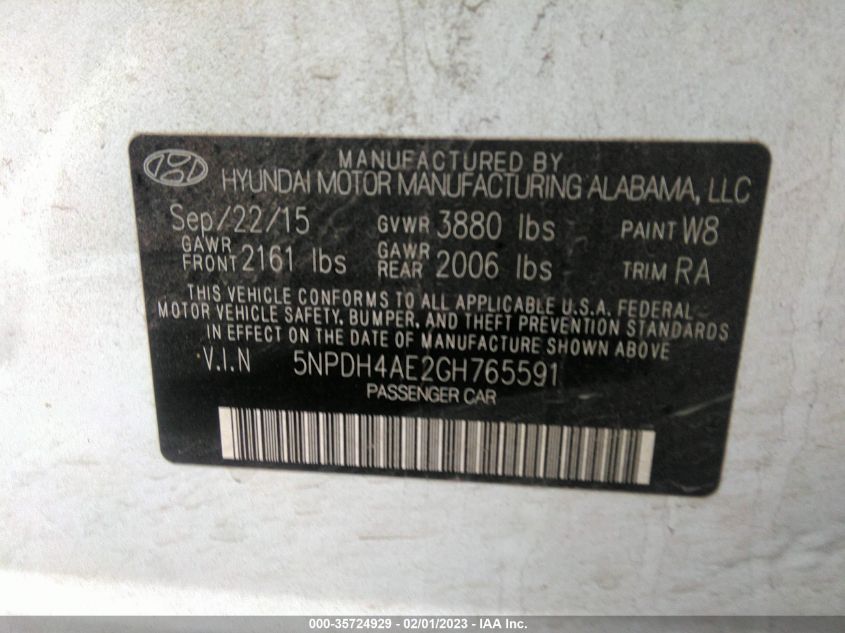 MANUFACTURED BY
HYUNDAI MOTOR MANUFACTURING ALABAMA, LLC
Sep/22/15 GVWR 3880 lbs PAINT W8
GAWR FRONT 2161 lbs GAWR REAR 2006 lbs TRIM RA
THIS VEHICLE CONFORMS TO ALL APPLICABLE U.S.A. FEDERAL
MOTOR VEHICLE SAFETY, BUMPER, AND THEFT PREVENTION STANDARDS
IN EFFECT ON THE DATE OF MANUFACTURE SHOWN ABOVE
V.I.N 5NPDH4AE2GH765591
PASSENGER CAR
000-35724929 - 02/01/2023 - IAA Inc.